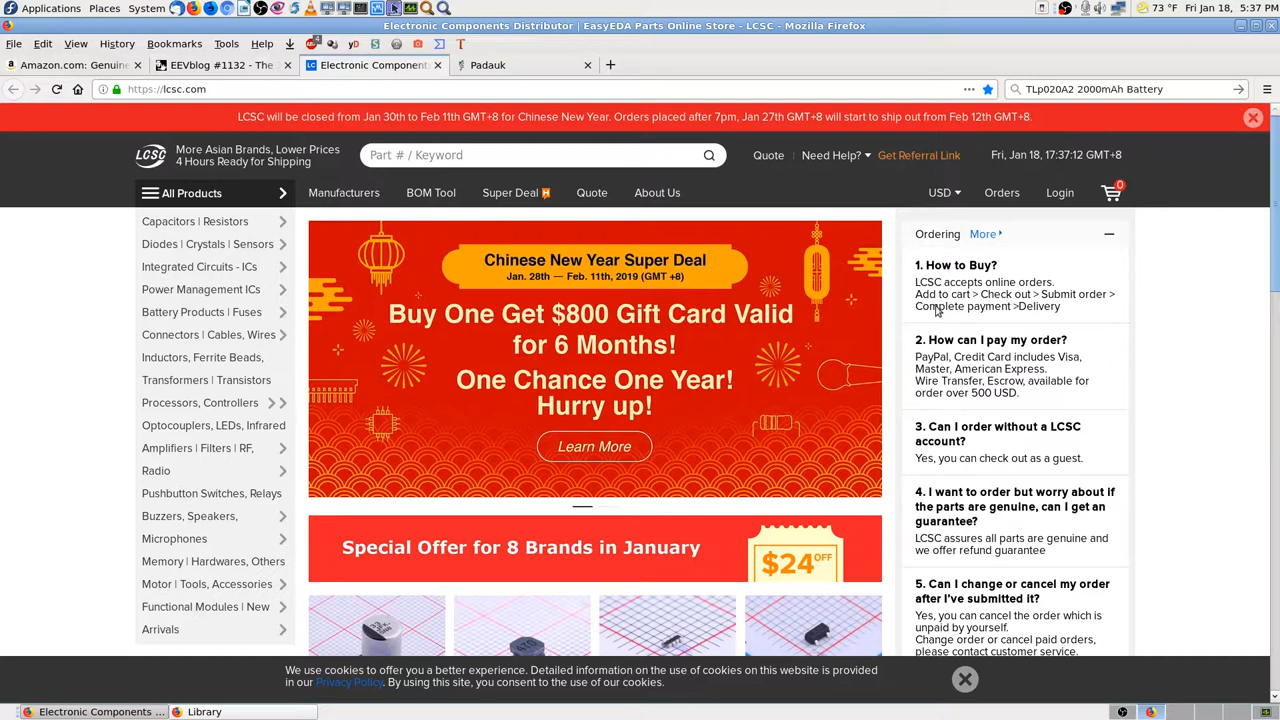 Applications Places System
73 °F Fri Jan 18, 5:37 PM
Electronic Components Distributor | EasyEDA Parts Online Store - LCSC - Mozilla Firefox
File Edit View History Bookmarks Tools Help
Amazon.com: Genuin
EEVblog #1132 - The
Electronic Component
Padauk
https://lcsc.com
TLp020A2 2000mAh Battery
LCSC will be closed from Jan 30th to Feb 11th GMT+8 for Chinese New Year. Orders placed after 7pm, Jan 27th GMT+8 will start to ship out from Feb 12th GMT+8.
LCSC
More Asian Brands, Lower Prices
4 Hours Ready for Shipping
Part # / Keyword
Quote | Need Help? Get Referral Link
Fri, Jan 18, 17:37:12 GMT+8
All Products
Manufacturers BOM Tool Super Deal Quote About Us
USD Orders Login 0
Capacitors | Resistors
Diodes | Crystals | Sensors
Integrated Circuits - ICs
Power Management ICs
Battery Products | Fuses
Connectors | Cables, Wires
Inductors, Ferrite Beads,
Transformers | Transistors
Processors, Controllers
Optocouplers, LEDs, Infrared
Amplifiers | Filters | RF,
Radio
Pushbutton Switches, Relays
Buzzers, Speakers,
Microphones
Memory | Hardwares, Others
Motor | Tools, Accessories
Functional Modules | New
Arrivals
Chinese New Year Super Deal
Jan. 28th — Feb. 11th, 2019 (GMT +8)
Buy One Get $800 Gift Card Valid
for 6 Months!
One Chance One Year!
Hurry up!
Learn More
Special Offer for 8 Brands in January
$24 OFF
Ordering More
1. How to Buy?
LCSC accepts online orders.
Add to cart > Check out > Submit order >
Complete payment >Delivery
2. How can I pay my order?
PayPal, Credit Card includes Visa,
Master, American Express.
Wire Transfer, Escrow, available for
order over 500 USD.
3. Can I order without a LCSC
account?
Yes, you can check out as a guest.
4. I want to order but worry about if
the parts are genuine, can I get an
guarantee?
LCSC assures all parts are genuine and
we offer refund guarantee
5. Can I change or cancel my order
after I've submitted it?
Yes, you can cancel the order which is
unpaid by yourself.
Change order or cancel paid orders,
please contact customer service.
We use cookies to offer you a better experience. Detailed information on the use of cookies on this website is provided
in our Privacy Policy. By using this site, you consent to the use of our cookies.
Electronic Components ...
Library